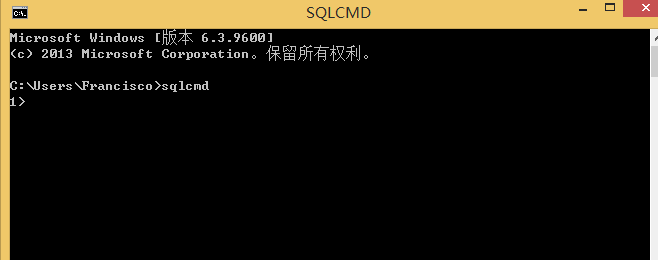 SQLCMD
Microsoft Windows [版本 6.3.9600]
(c) 2013 Microsoft Corporation。保留所有权利。
C:\Users\Francisco>sqlcmd
1>